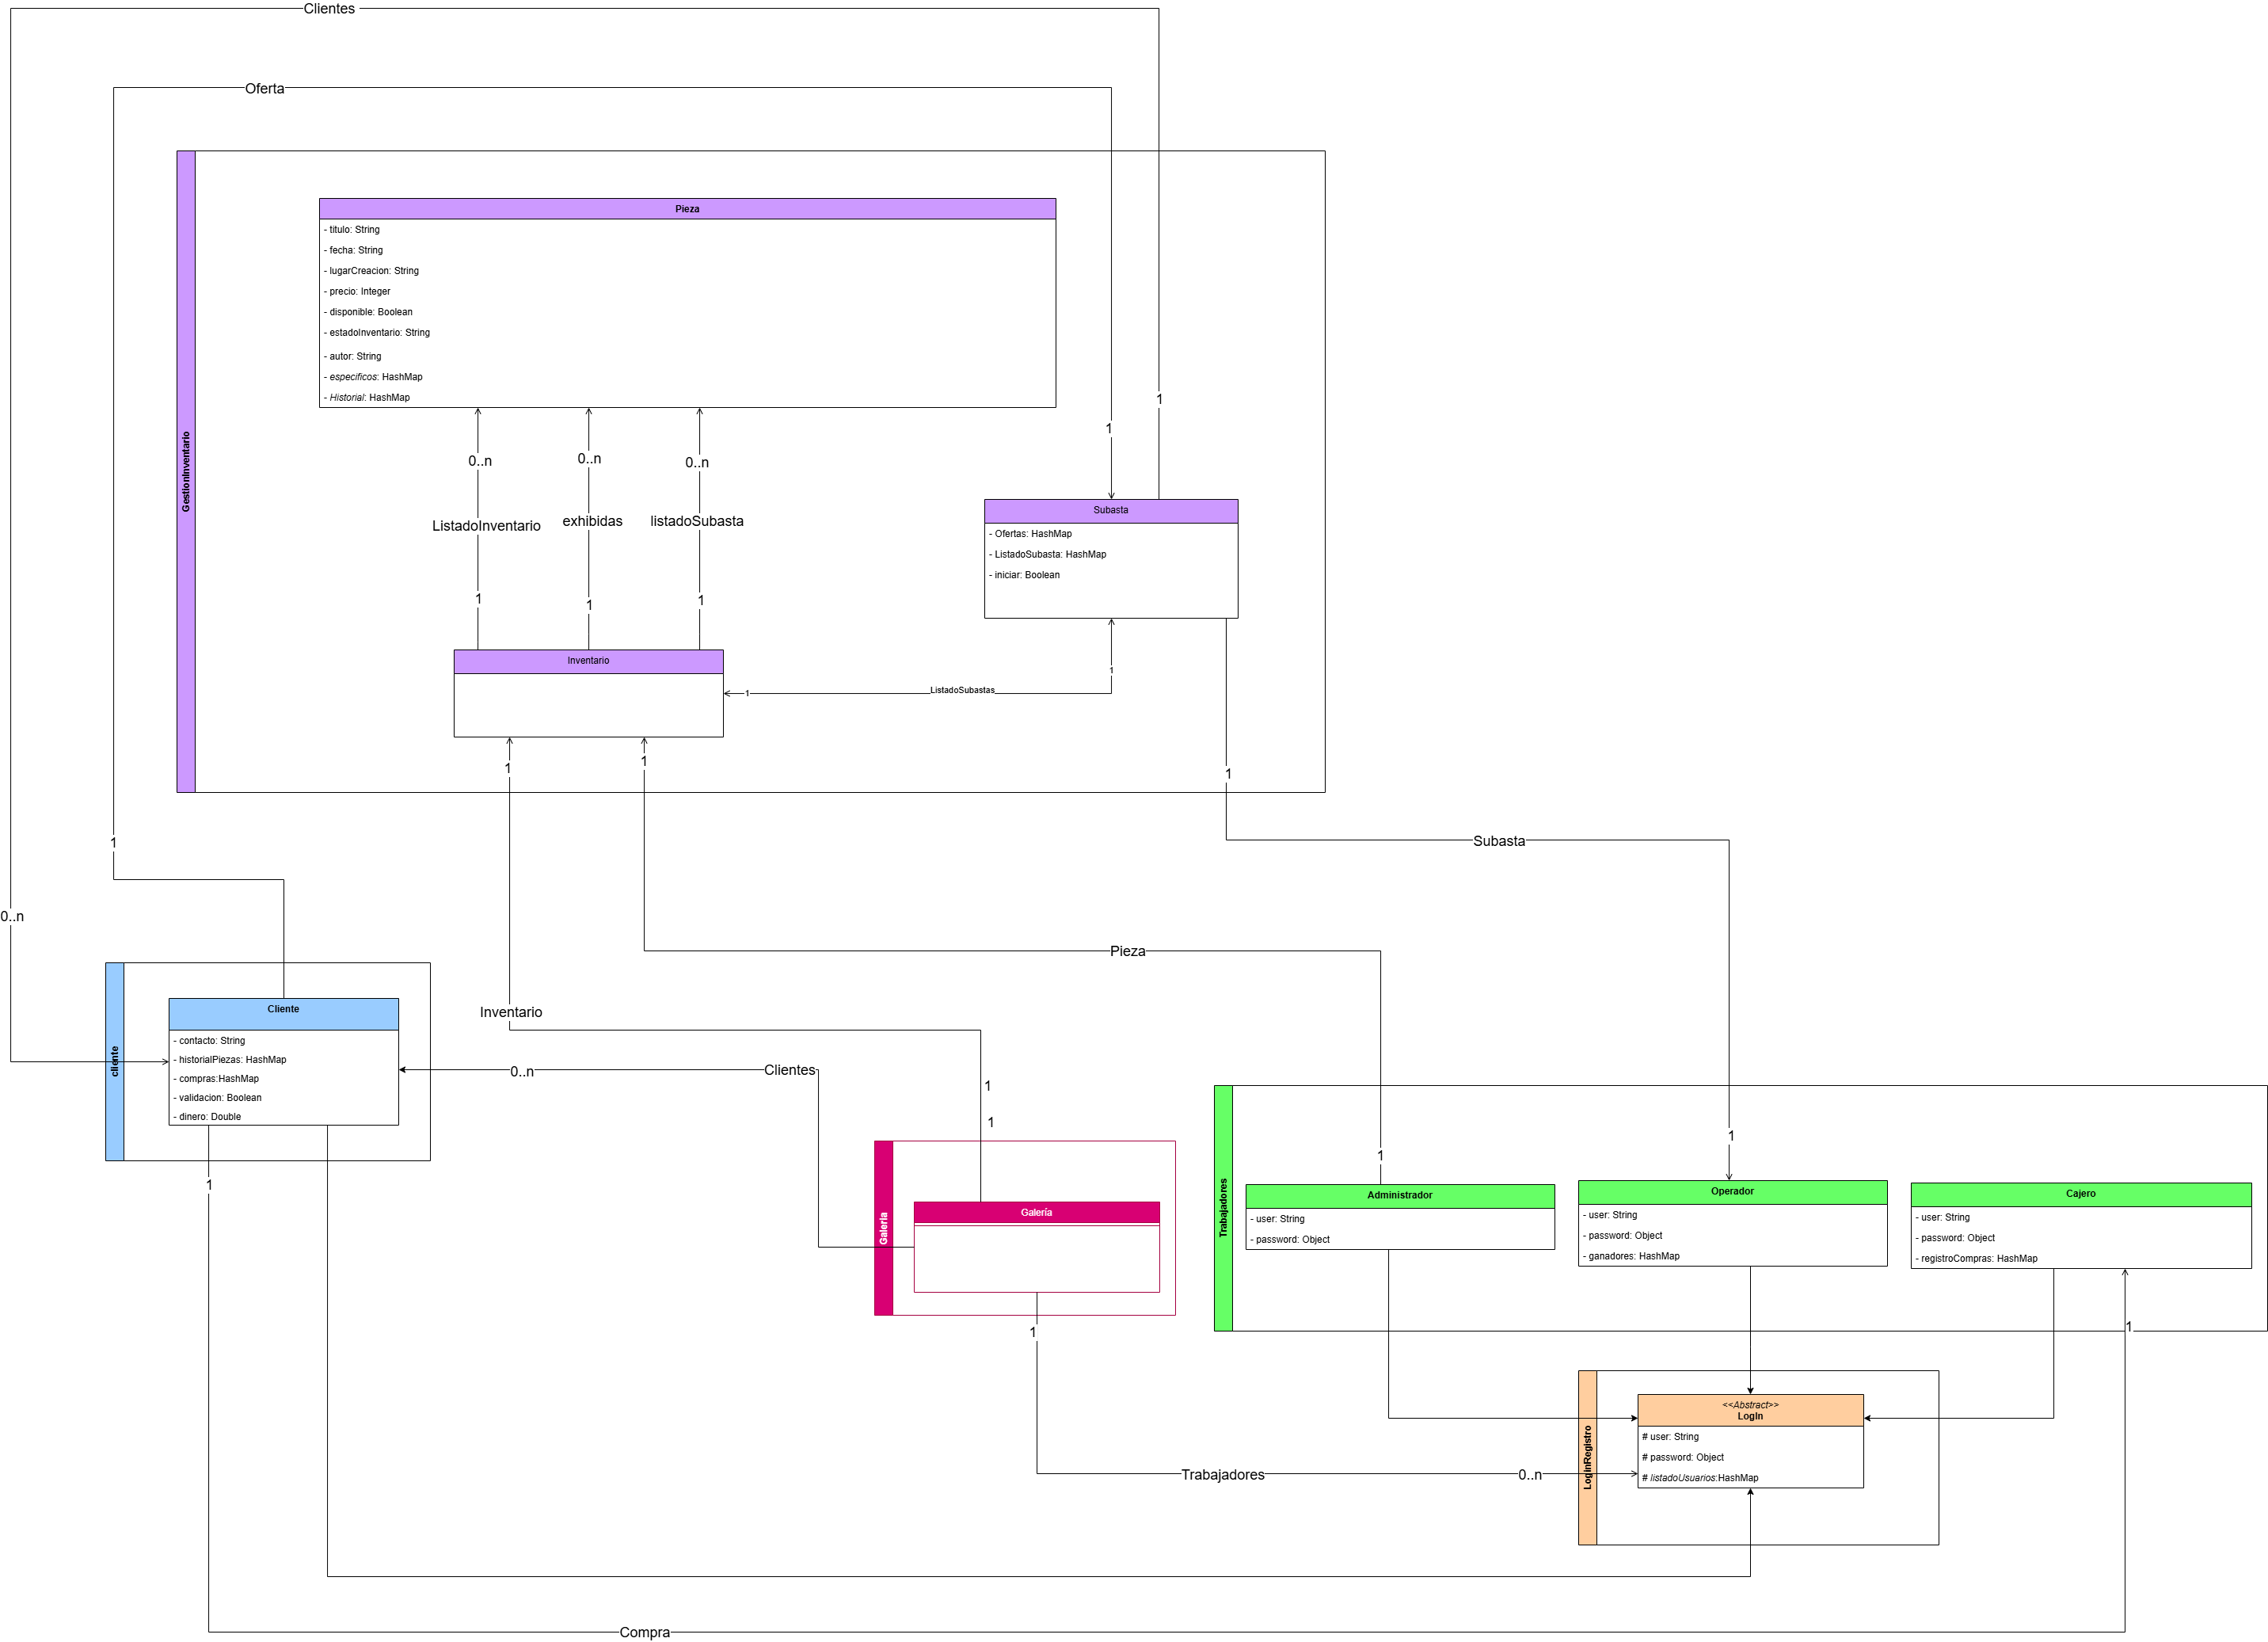 Clientes
Oferta
GestionInventario
Pieza
- titulo: String
- fecha: String
- lugarCreacion: String
- precio: Integer
- disponible: Boolean
- estadoInventario: String
- autor: String
- especificos: HashMap
- Historial: HashMap
1
1
0..n
0..n
0..n
ListadoInventario
exhibidas
listadoSubasta
1
1
1
Subasta
- Ofertas: HashMap
- ListadoSubasta: HashMap
- iniciar: Boolean
Inventario
1
1
ListadoSubastas
1
1
1
1
Subasta
0..n
Pieza
cliente
Cliente
- contacto: String
- historialPiezas: HashMap
- compras:HashMap
- validacion: Boolean
- dinero: Double
Inventario
0..n
Clientes
1
1
1
1
1
Galeria
Galería
1
Trabajadores
Administrador
- user: String
- password: Object
Operador
- user: String
- password: Object
- ganadores: HashMap
Cajero
- user: String
- password: Object
- registroCompras: HashMap
1
LoginRegistro
<<Abstract>>
LogIn
# user: String
# password: Object
# listadoUsuarios:HashMap
Trabajadores
0..n
Compra